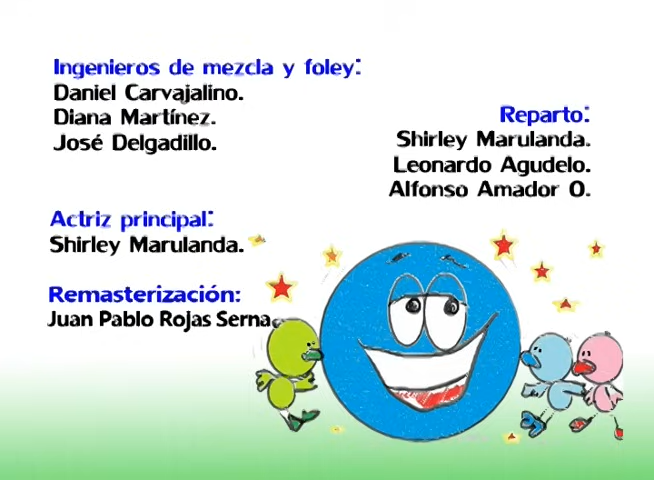 Ingenieros de mezcla y foley:
Daniel Carvajalino.
Diana Martínez.
José Delgadillo.
Reparto:
Shirley Marulanda.
Leonardo Agudelo.
Alfonso Amador O.
Actriz principal:
Shirley Marulanda.
Remasterización:
Juan Pablo Rojas Serna.